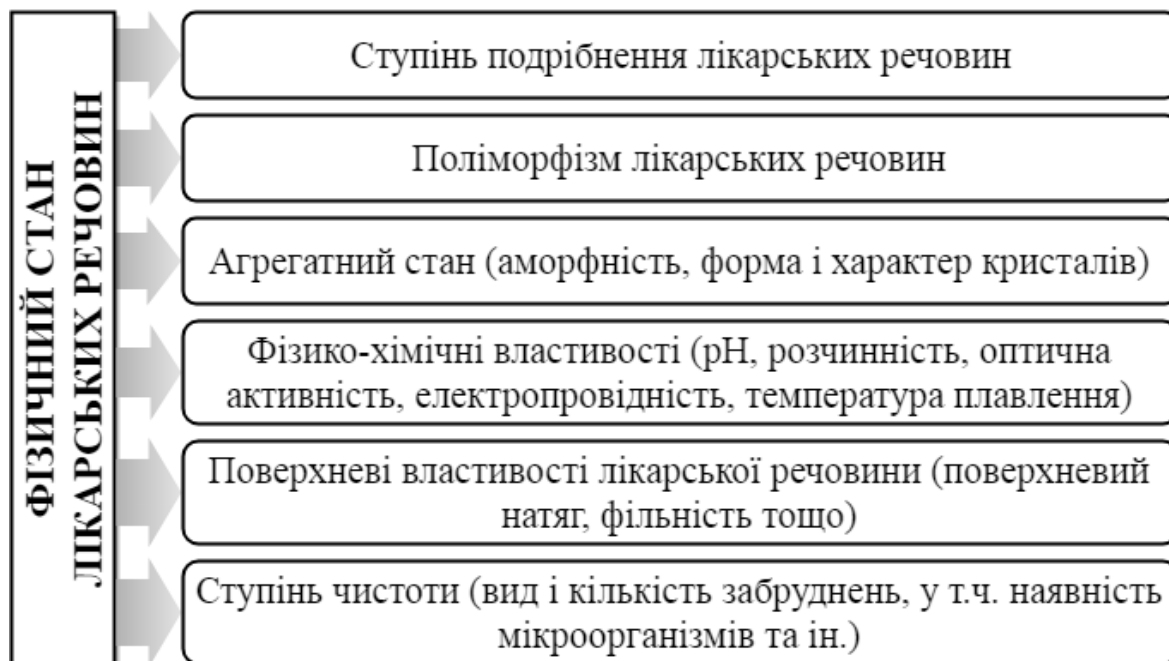 ФІЗИЧНИЙ СТАН
ЛІКАРСЬКИХ РЕЧОВИН
Ступінь подрібнення лікарських речовин
Поліморфізм лікарських речовин
Агрегатний стан (аморфність, форма і характер кристалів)
Фізико-хімічні властивості (рН, розчинність, оптична
активність, електропровідність, температура плавлення)
Поверхневі властивості лікарської речовини (поверхневий
натяг, фільність тощо)
Ступінь чистоти (вид і кількість забруднень, у т.ч. наявність
мікроорганізмів та ін.)